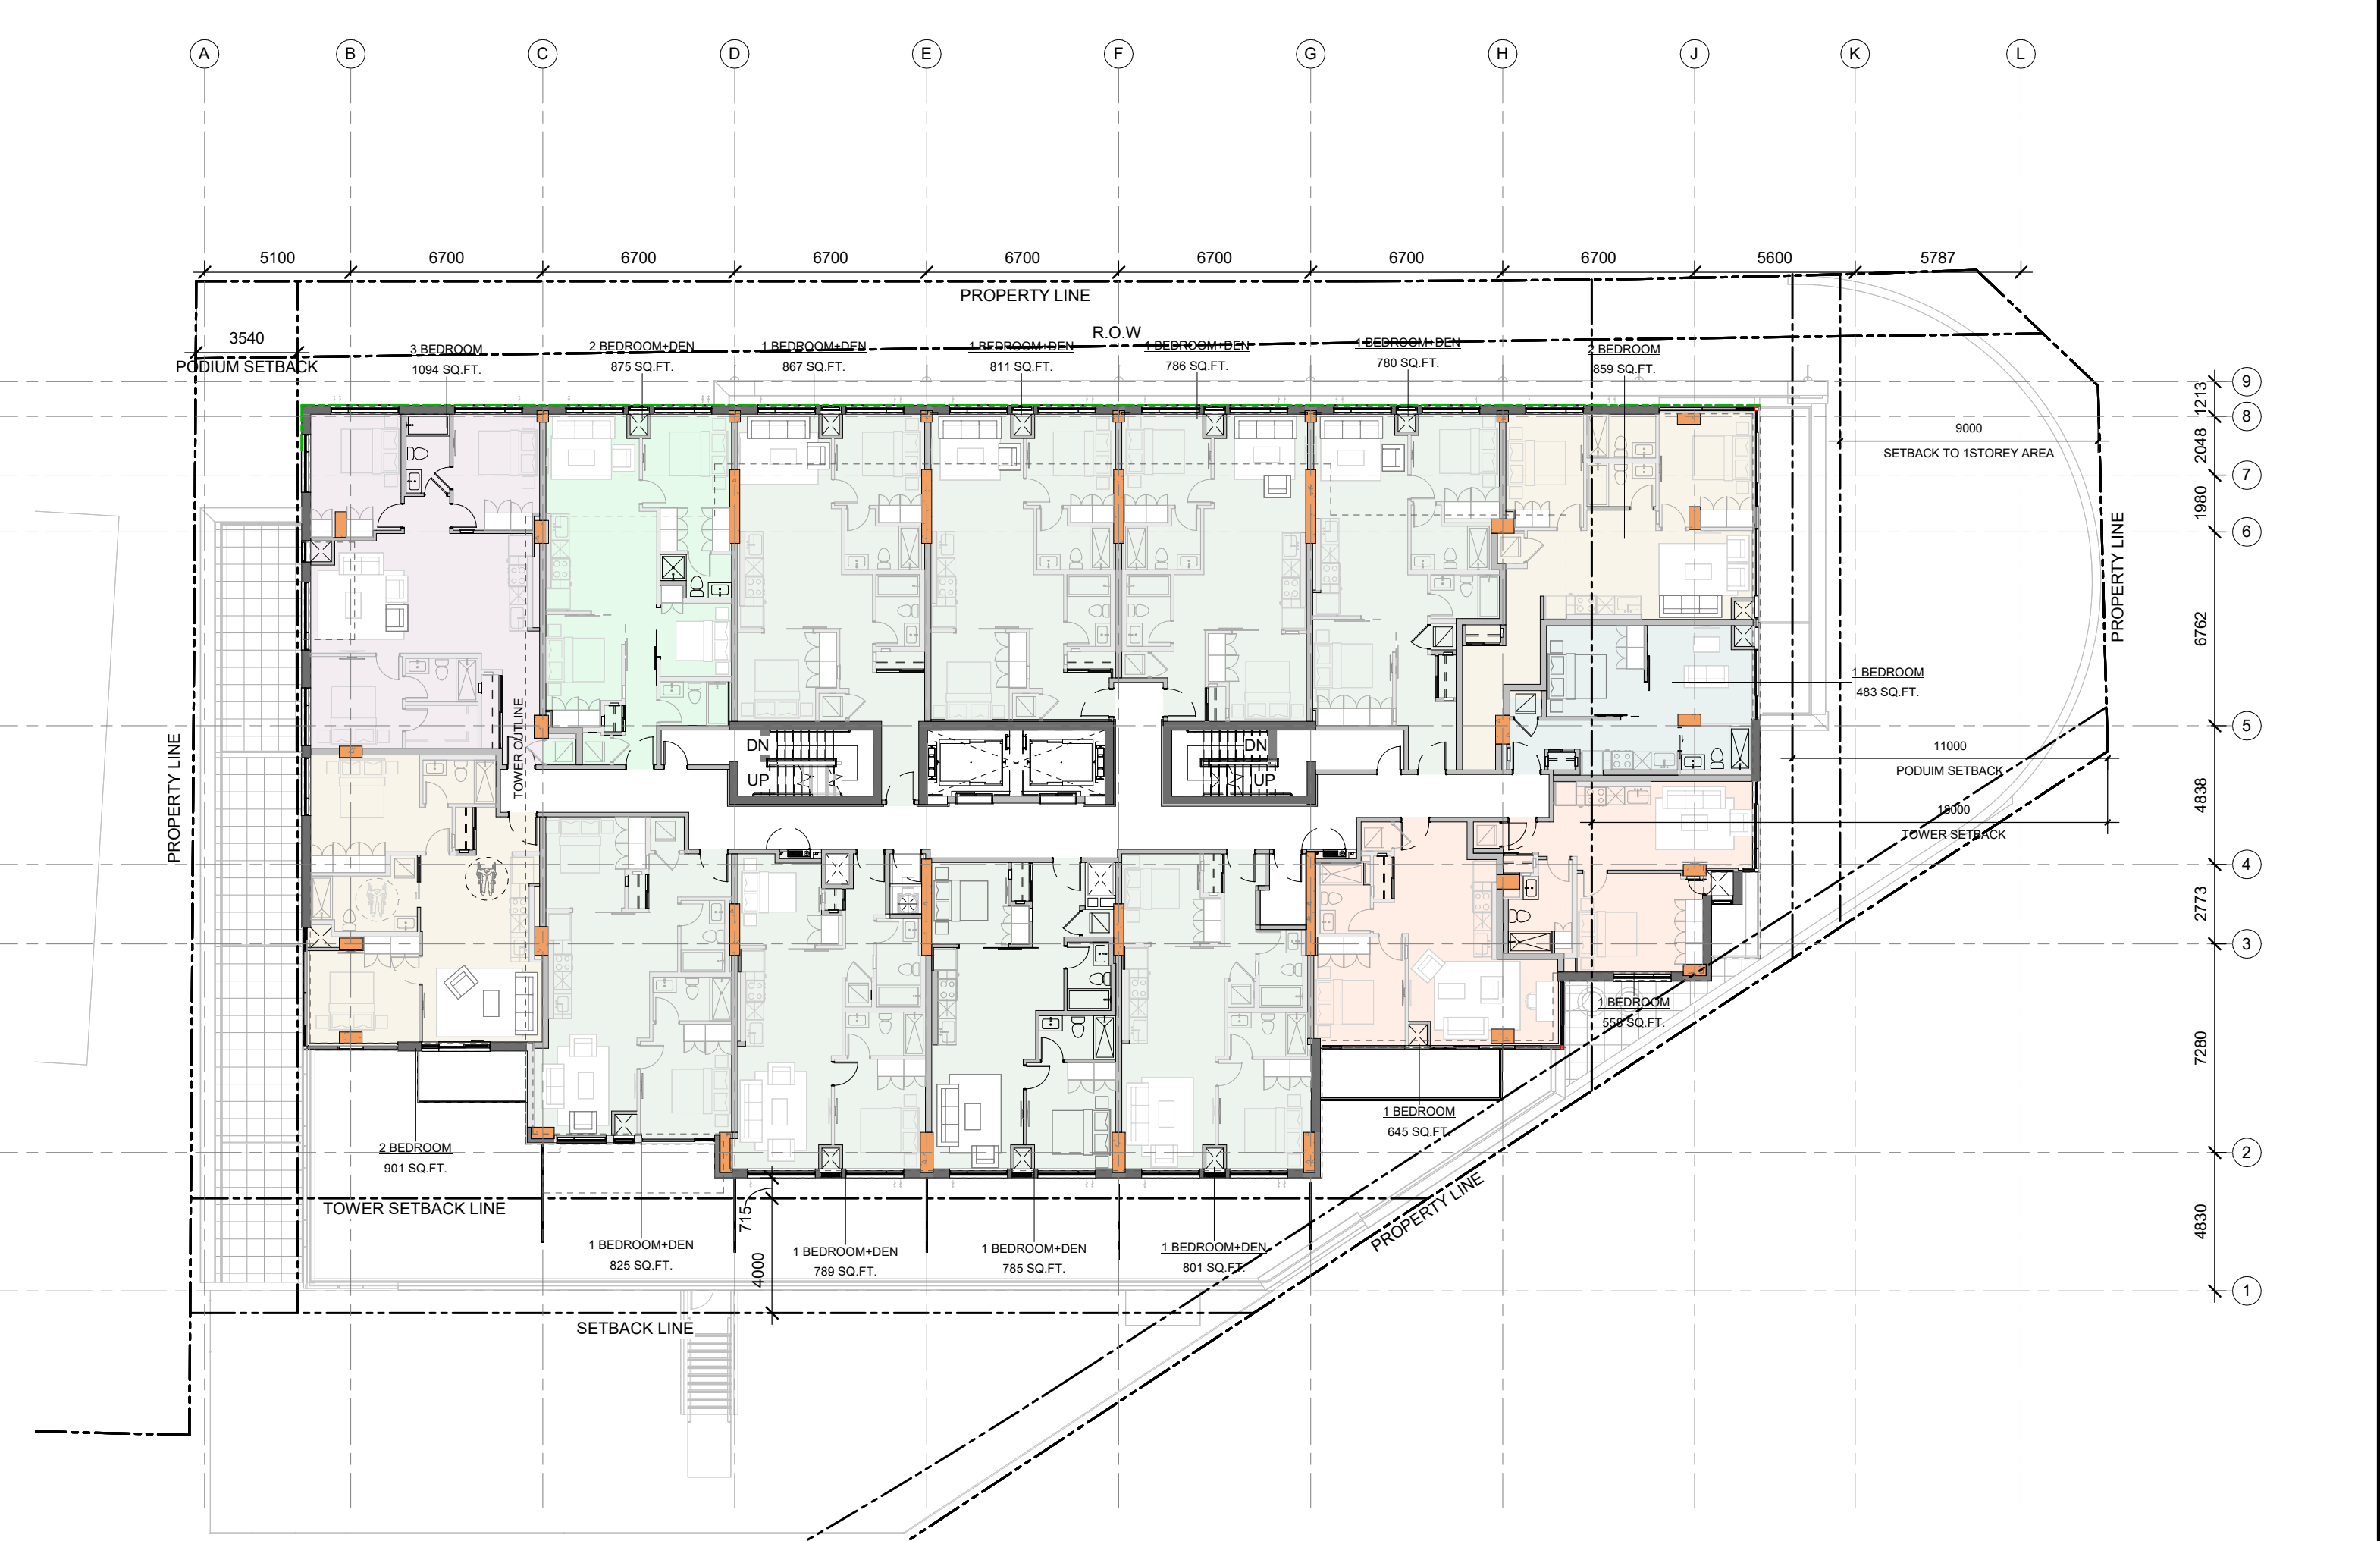 A B C D E F G H J K L
5100 6700 6700 6700 6700 6700 6700 6700 5600 5787
PROPERTY LINE
R.O.W
3540
PODIUM SETBACK
3 BEDROOM
1094 SQ.FT.
2 BEDROOM+DEN
875 SQ.FT.
1 BEDROOM+DEN
867 SQ.FT.
1 BEDROOM+DEN
811 SQ.FT.
1 BEDROOM+DEN
786 SQ.FT.
1 BEDROOM+DEN
780 SQ.FT.
2 BEDROOM
859 SQ.FT.
9
1213
8
2048
7
1980
6
6762
5
4838
4
2773
3
7280
2
4830
1
9000
SETBACK TO 1STOREY AREA
PROPERTY LINE
1 BEDROOM
483 SQ.FT.
11000
PODUIM SETBACK
18000
TOWER SETBACK
PROPERTY LINE
TOWER OUTLINE
DN
UP
DN
UP
1 BEDROOM
558 SQ.FT.
1 BEDROOM
645 SQ.FT.
2 BEDROOM
901 SQ.FT.
TOWER SETBACK LINE
715
4000
1 BEDROOM+DEN
825 SQ.FT.
1 BEDROOM+DEN
789 SQ.FT.
1 BEDROOM+DEN
785 SQ.FT.
1 BEDROOM+DEN
801 SQ.FT.
PROPERTY LINE
SETBACK LINE